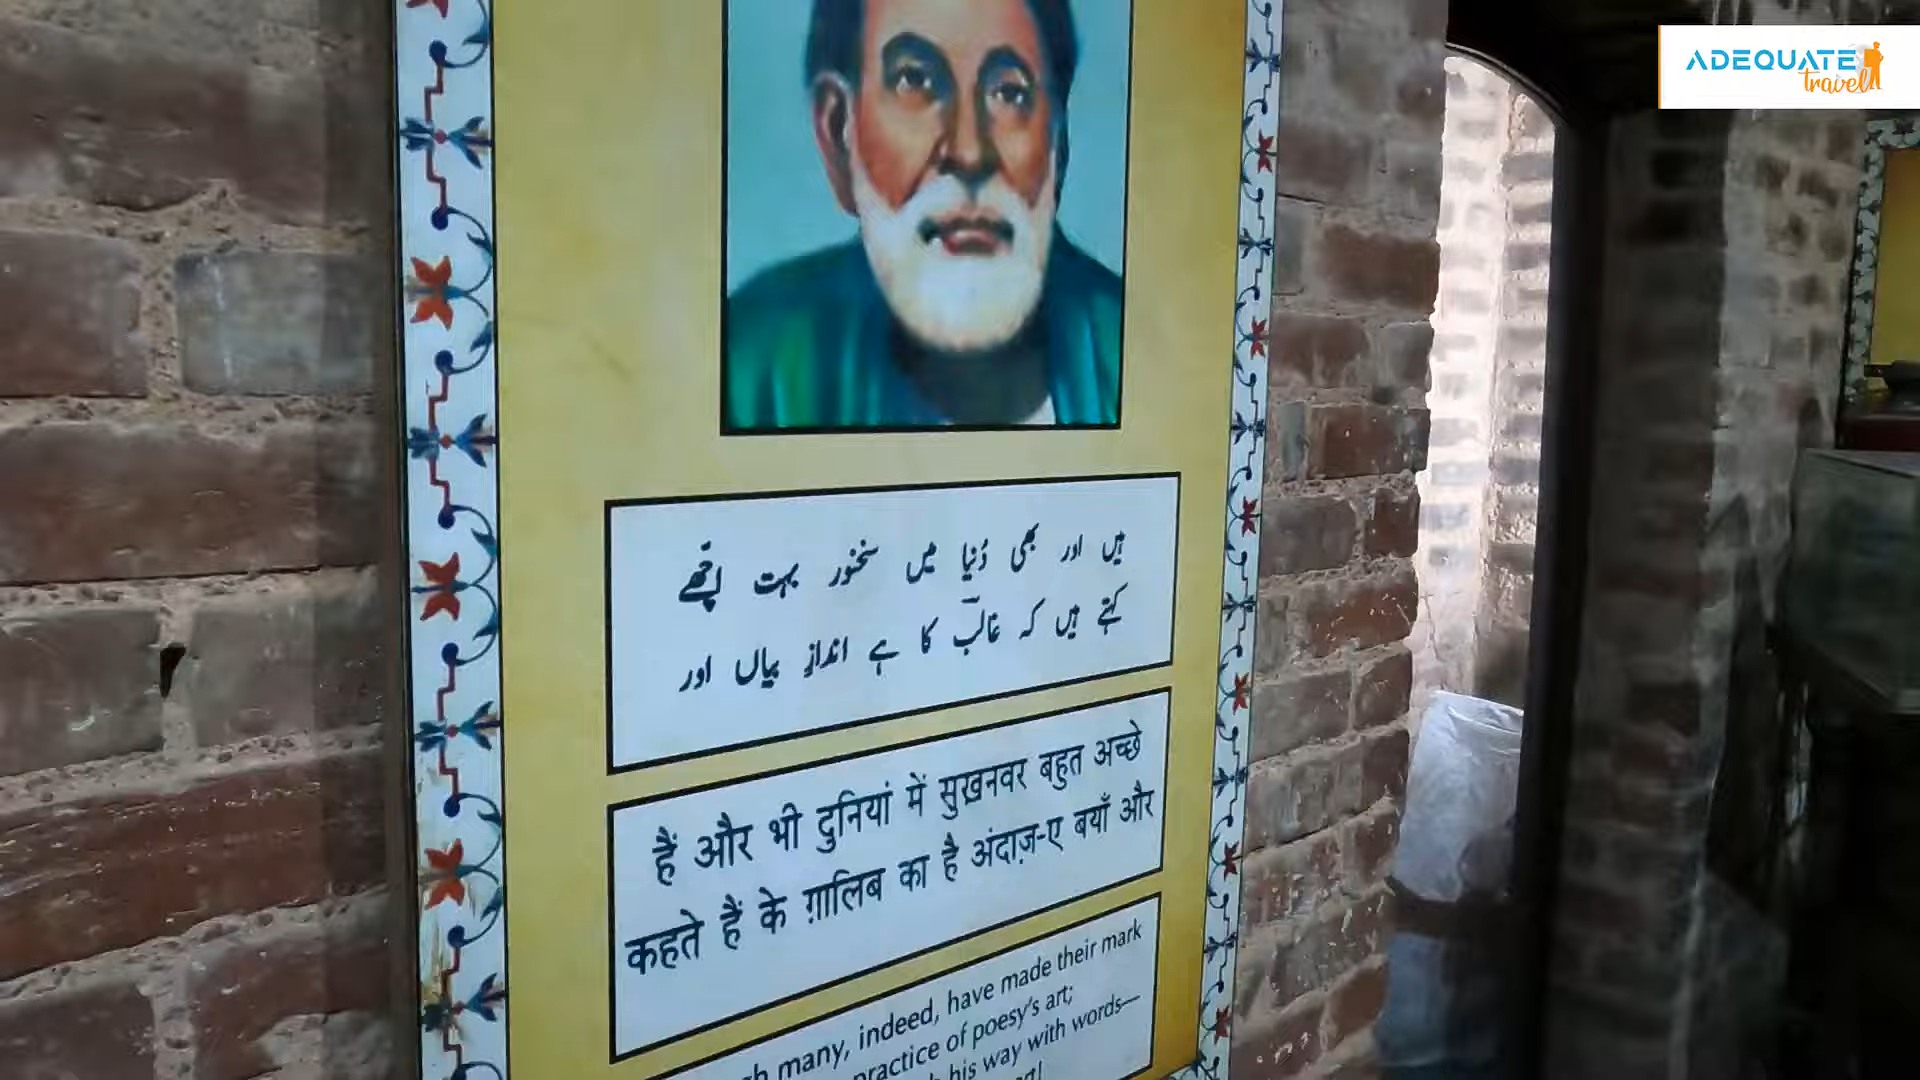 ADEQUATE
travel
ہیں اور بھی دُنیا میں سخنور بہت اچھے
کہتے ہیں کہ غالبؔ کا ہے اندازِ بیاں اور
हैं और भी दुनियां में सुख़नवर बहुत अच्छे
कहते हैं के ग़ालिब का है अंदाज़-ए बयाँ और
many, indeed, have made their mark
practice of poesy's art;
his way with words—